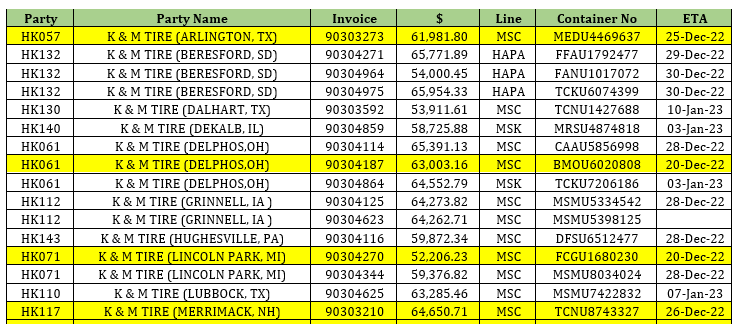 Party Party Name Invoice $ Line Container No ETA
HK057 K & M TIRE (ARLINGTON, TX) 90303273 61,981.80 MSC MEDU4469637 25-Dec-22
HK132 K & M TIRE (BERESFORD, SD) 90304271 65,771.89 HAPA FFAU1792477 29-Dec-22
HK132 K & M TIRE (BERESFORD, SD) 90304964 54,000.45 HAPA FANU1017072 30-Dec-22
HK132 K & M TIRE (BERESFORD, SD) 90304975 65,954.33 HAPA TCKU6074399 30-Dec-22
HK130 K & M TIRE (DALHART, TX) 90303592 53,911.61 MSC TCNU1427688 10-Jan-23
HK140 K & M TIRE (DEKALB, IL) 90304859 58,725.88 MSK MRSU4874818 03-Jan-23
HK061 K & M TIRE (DELPHOS,OH) 90304114 65,391.13 MSC CAAU5856998 28-Dec-22
HK061 K & M TIRE (DELPHOS,OH) 90304187 63,003.16 MSC BMOU6020808 20-Dec-22
HK061 K & M TIRE (DELPHOS,OH) 90304864 64,552.79 MSK TCKU7206186 03-Jan-23
HK112 K & M TIRE (GRINNELL, IA ) 90304125 64,273.82 MSC MSMU5334542 28-Dec-22
HK112 K & M TIRE (GRINNELL, IA ) 90304623 64,262.71 MSC MSMU5398125
HK143 K & M TIRE (HUGHESVILLE, PA) 90304116 59,872.34 MSC DFSU6512477 28-Dec-22
HK071 K & M TIRE (LINCOLN PARK, MI) 90304270 52,206.23 MSC FCGU1680230 20-Dec-22
HK071 K & M TIRE (LINCOLN PARK, MI) 90304344 59,376.82 MSC MSMU8034024 28-Dec-22
HK110 K & M TIRE (LUBBOCK, TX) 90304625 63,285.46 MSC MSMU7422832 07-Jan-23
HK117 K & M TIRE (MERRIMACK, NH) 90303210 64,650.71 MSC TCNU8743327 26-Dec-22